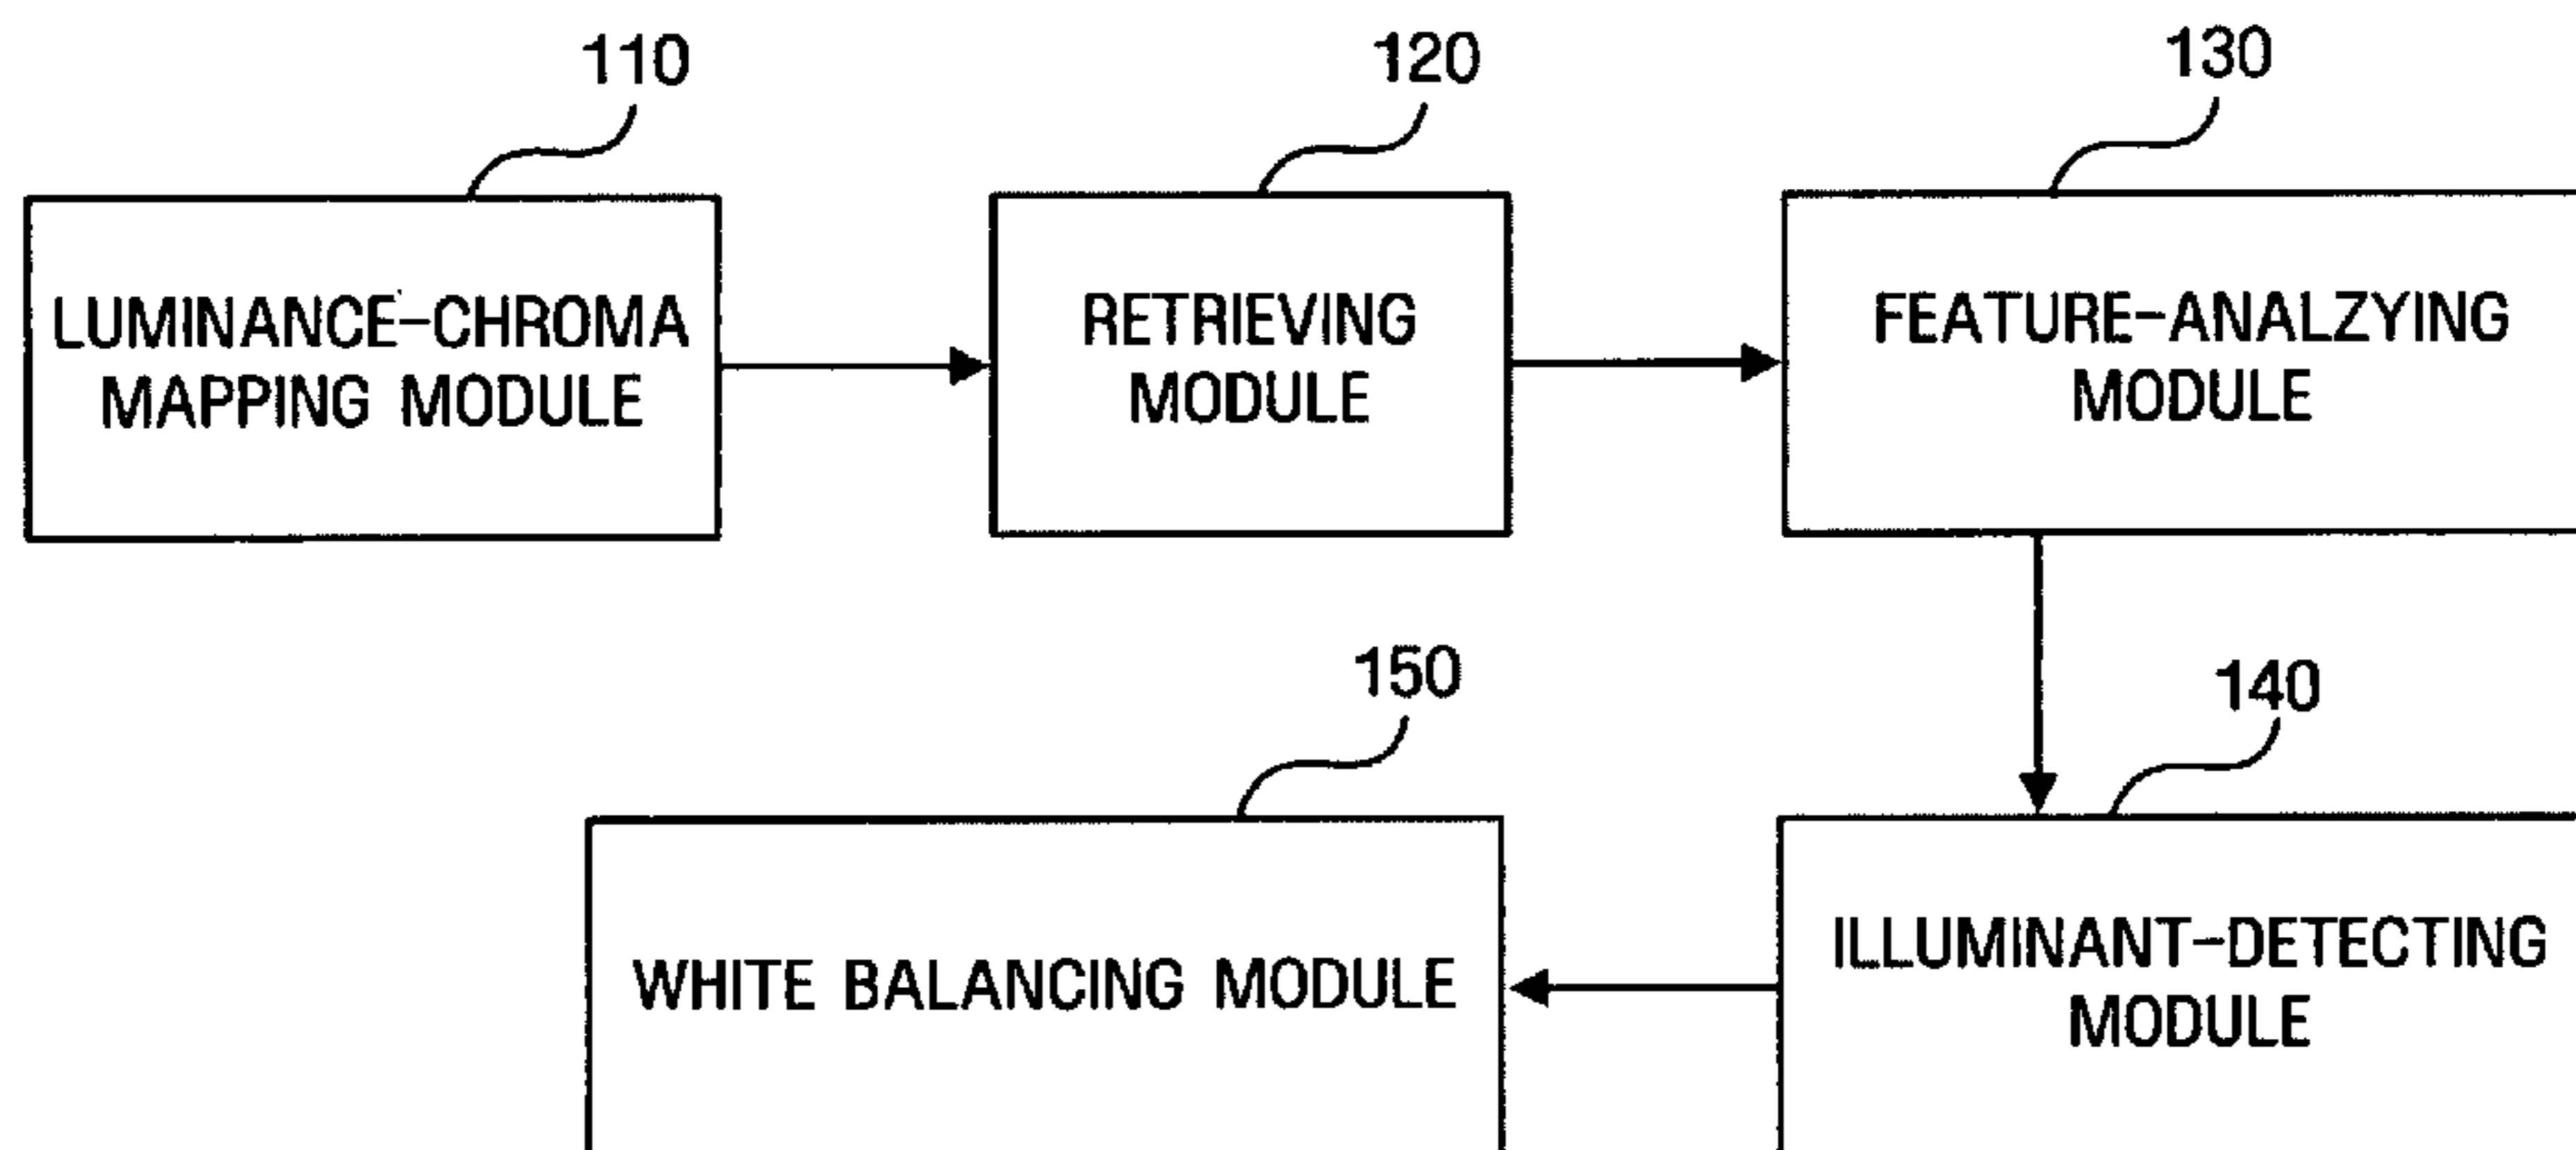 110
120
130
LUMINANCE-CHROMA
MAPPING MODULE
RETRIEVING
MODULE
FEATURE-ANALZYING
MODULE
150
140
WHITE BALANCING MODULE
ILLUMINANT-DETECTING
MODULE